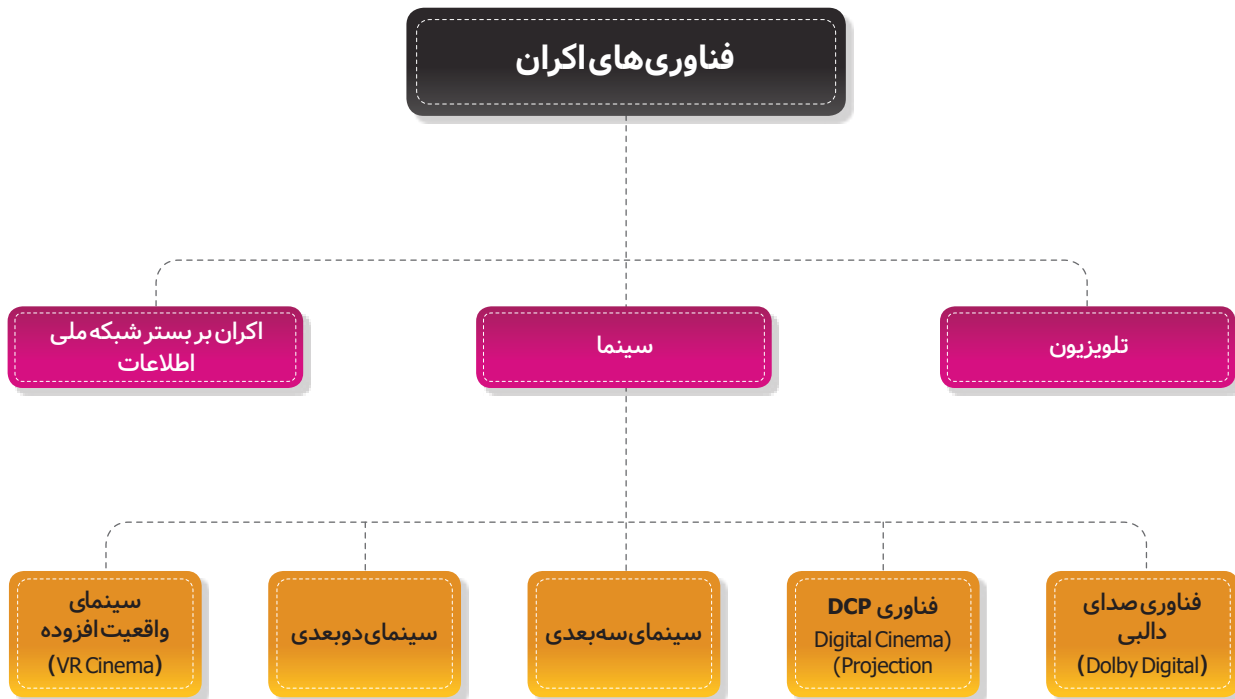 فناوری‌های اکران
تلویزیون
سینما
اکران بر بستر شبکه ملی
اطلاعات
فناوری صدای
دالبی
(Dolby Digital)
فناوری DCP
Digital Cinema)
(Projection
سینمای سه‌بعدی
سینمای دوبعدی
سینمای
واقعیت افزوده
(VR Cinema)